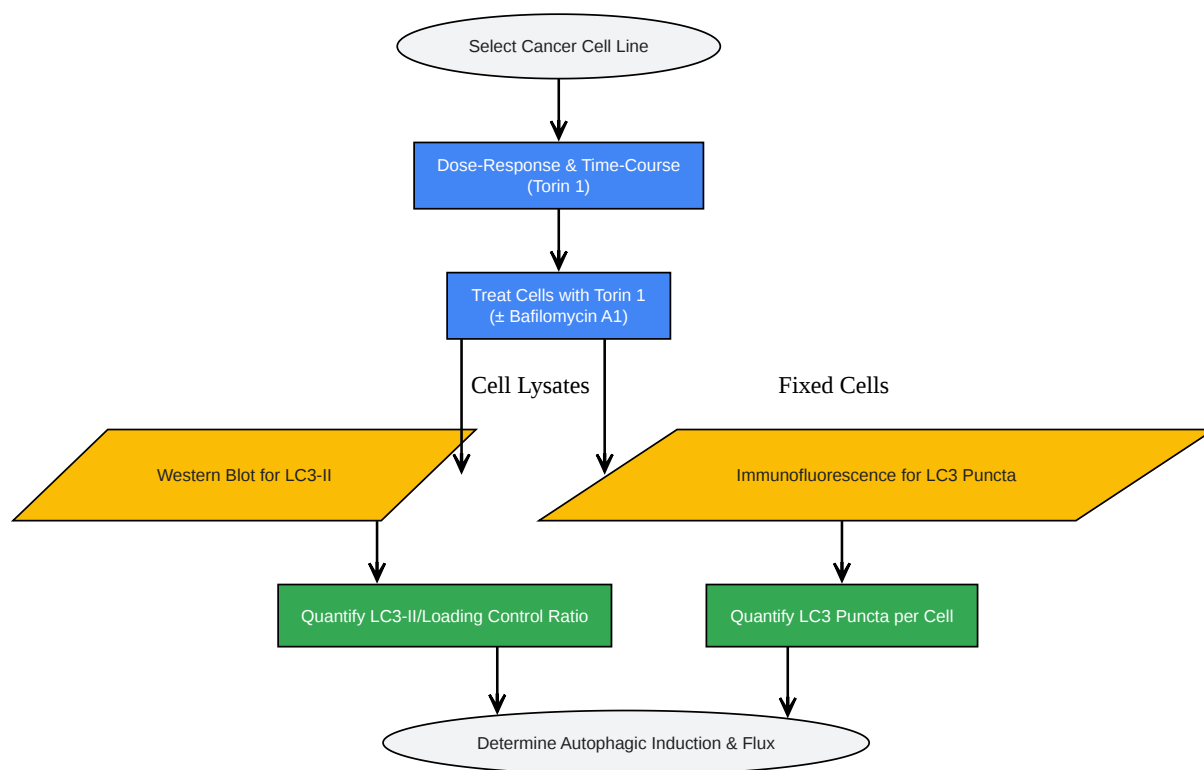 Select Cancer Cell Line
Dose-Response & Time-Course
(Torin 1)
Treat Cells with Torin 1
(± Bafilomycin A1)
Cell Lysates
Fixed Cells
Western Blot for LC3-II
Immunofluorescence for LC3 Puncta
Quantify LC3-II/Loading Control Ratio
Quantify LC3 Puncta per Cell
Determine Autophagic Induction & Flux